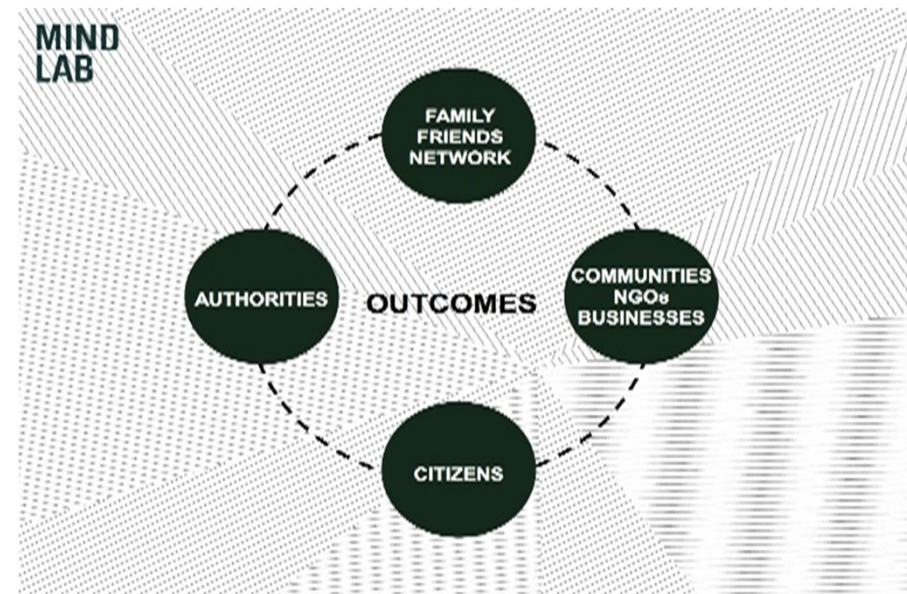 MIND
LAB
FAMILY
FRIENDS
NETWORK
AUTHORITIES
OUTCOMES
COMMUNITIES
NGOs
BUSINESSES
CITIZENS